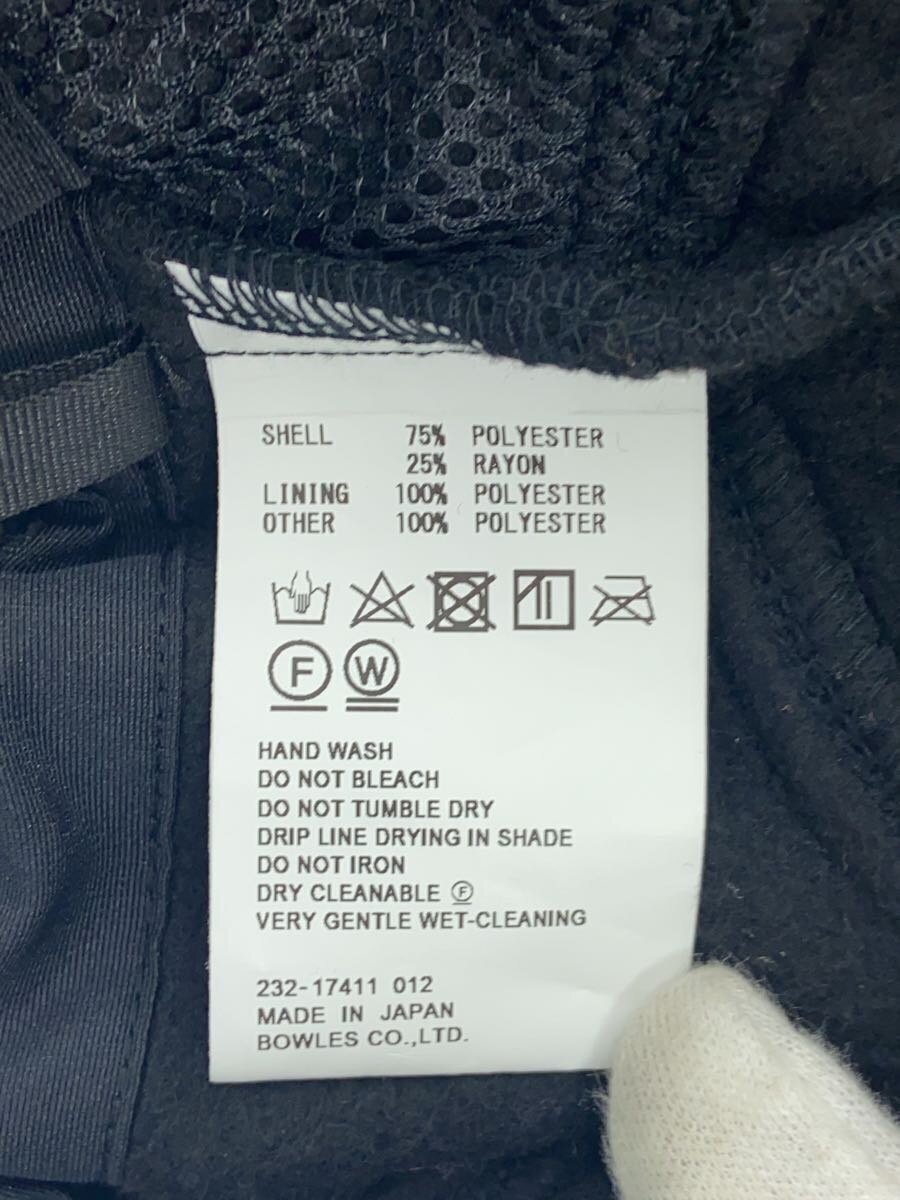 SHELL 75% POLYESTER
25% RAYON
LINING 100% POLYESTER
OTHER 100% POLYESTER
F W
HAND WASH
DO NOT BLEACH
DO NOT TUMBLE DRY
DRIP LINE DRYING IN SHADE
DO NOT IRON
DRY CLEANABLE Ⓕ
VERY GENTLE WET-CLEANING
232-17411 012
MADE IN JAPAN
BOWLES CO.,LTD.